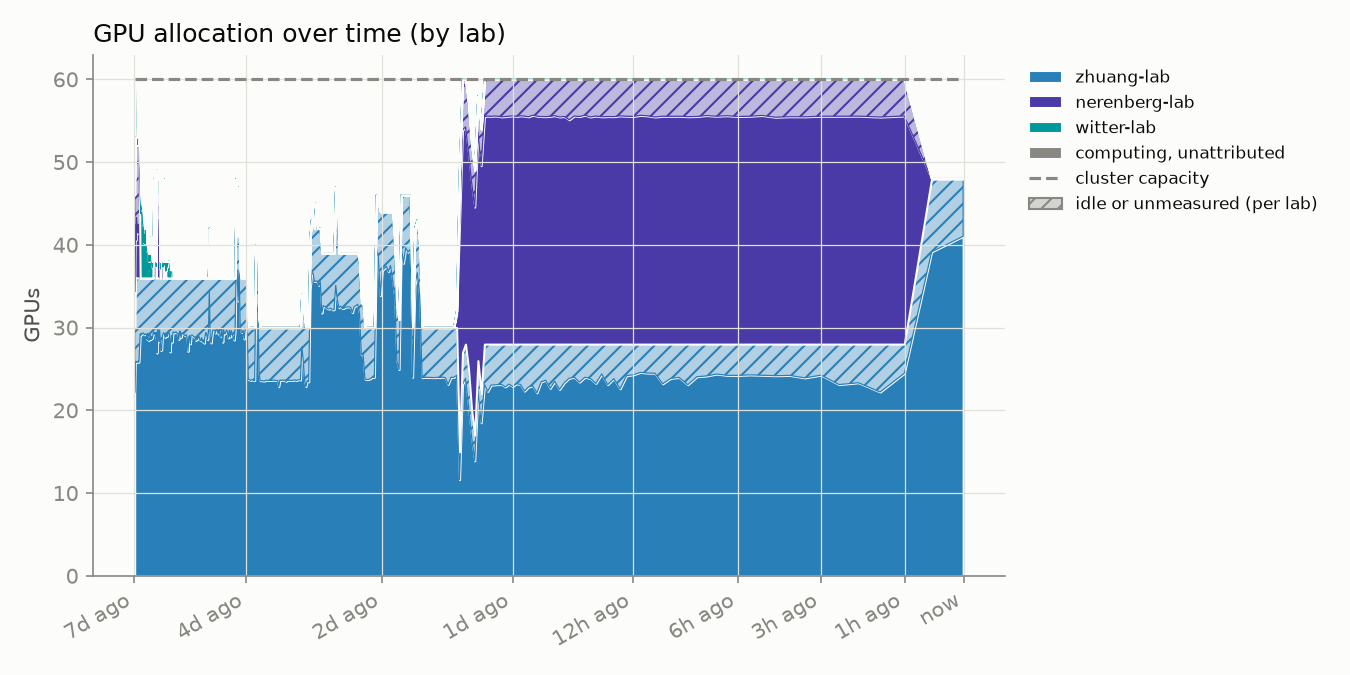 GPU allocation over time (by lab)
60
50
40
30
20
10
0
GPUs
7d ago
4d ago
2d ago
1d ago
12h ago
6h ago
3h ago
1h ago
now
zhuang-lab
nerenberg-lab
witter-lab
computing, unattributed
cluster capacity
idle or unmeasured (per lab)